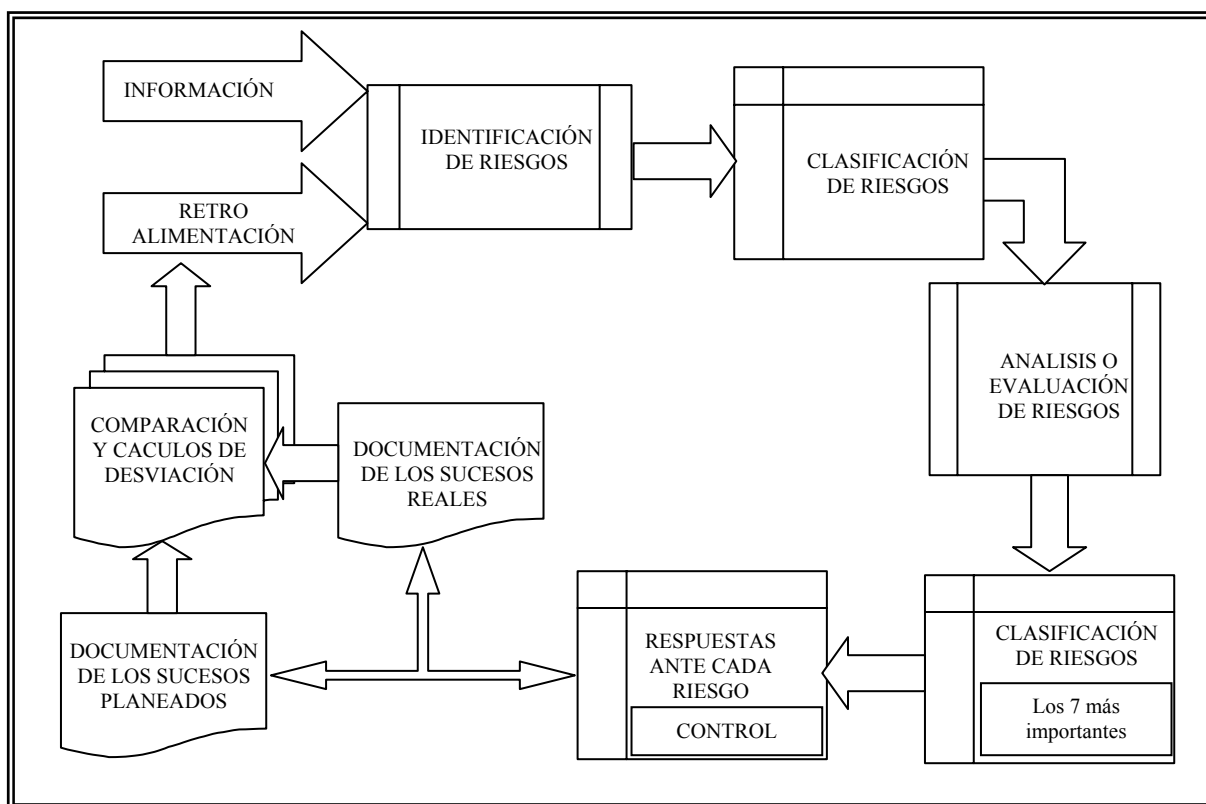 INFORMACIÓN
RETRO
ALIMENTACIÓN
IDENTIFICACIÓN
DE RIESGOS
CLASIFICACIÓN
DE RIESGOS
ANALISIS O
EVALUACIÓN
DE RIESGOS
CLASIFICACIÓN
DE RIESGOS
Los 7 más
importantes
RESPUESTAS
ANTE CADA
RIESGO
CONTROL
DOCUMENTACIÓN
DE LOS SUCESOS
REALES
DOCUMENTACIÓN
DE LOS SUCESOS
PLANEADOS
COMPARACIÓN
Y CACULOS DE
DESVIACIÓN